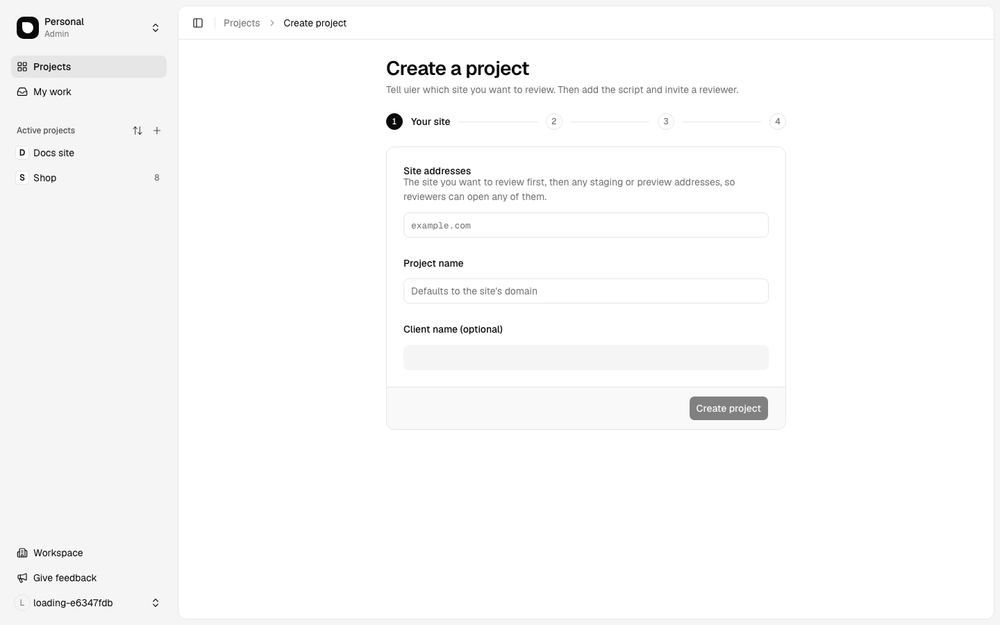 Personal
Admin
Projects
My work
Active projects
D Docs site
S Shop 8
Workspace
Give feedback
L loading-e6347fdb
Projects > Create project
Create a project
Tell uier which site you want to review. Then add the script and invite a reviewer.
1 Your site 2 3 4
Site addresses
The site you want to review first, then any staging or preview addresses, so
reviewers can open any of them.
example.com
Project name
Defaults to the site's domain
Client name (optional)
Create project